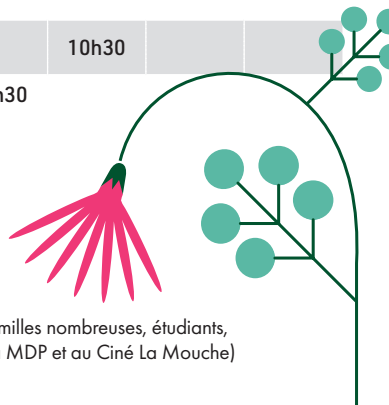 10h30
h30
milles nombreuses, étudiants,
MDP et au Ciné La Mouche)